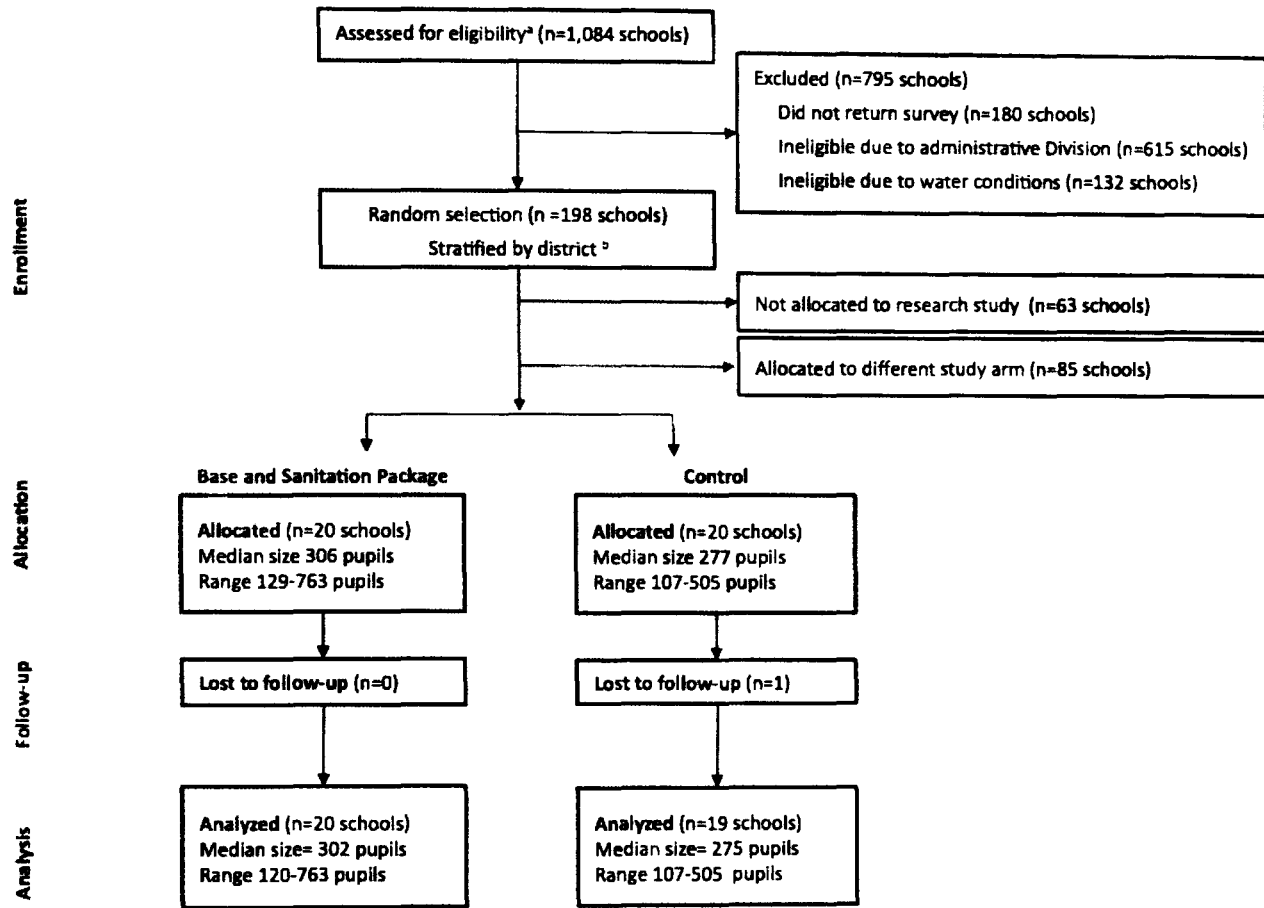 Assessed for eligibilityᵃ (n=1,084 schools)
Excluded (n=795 schools)
Did not return survey (n=180 schools)
Ineligible due to administrative Division (n=615 schools)
Ineligible due to water conditions (n=132 schools)
Enrollment
Random selection (n =198 schools)
Stratified by district ᵇ
Not allocated to research study (n=63 schools)
Allocated to different study arm (n=85 schools)
Allocation
Base and Sanitation Package
Allocated (n=20 schools)
Median size 306 pupils
Range 129-763 pupils
Control
Allocated (n=20 schools)
Median size 277 pupils
Range 107-505 pupils
Follow-up
Lost to follow-up (n=0)
Lost to follow-up (n=1)
Analysis
Analyzed (n=20 schools)
Median size= 302 pupils
Range 120-763 pupils
Analyzed (n=19 schools)
Median size= 275 pupils
Range 107-505 pupils